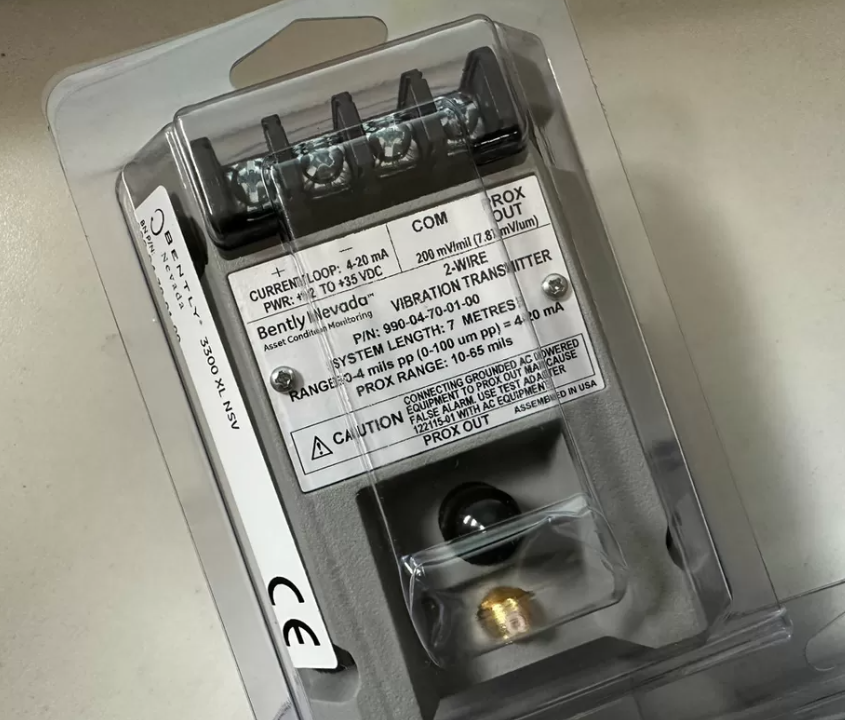 + −
CURRENT LOOP: 4-20 mA
PWR: +12 TO +35 VDC
COM
PROX
OUT
200 mV/mil (7.87 mV/um)
Bently Nevada™
Asset Condition Monitoring
2-WIRE
VIBRATION TRANSMITTER
P/N: 990-04-70-01-00
SYSTEM LENGTH: 7 METRES
RANGE: 0-4 mils pp (0-100 um pp) = 4-20 mA
PROX RANGE: 10-65 mils
CAUTION
CONNECTING GROUNDED AC POWERED
EQUIPMENT TO PROX OUT MAY CAUSE
FALSE ALARM. USE TEST ADAPTER
122115-01 WITH AC EQUIPMENT
ASSEMBLED IN USA
PROX OUT
BENTLY
Nevada
3300 XL NSV
BN P/N
CE